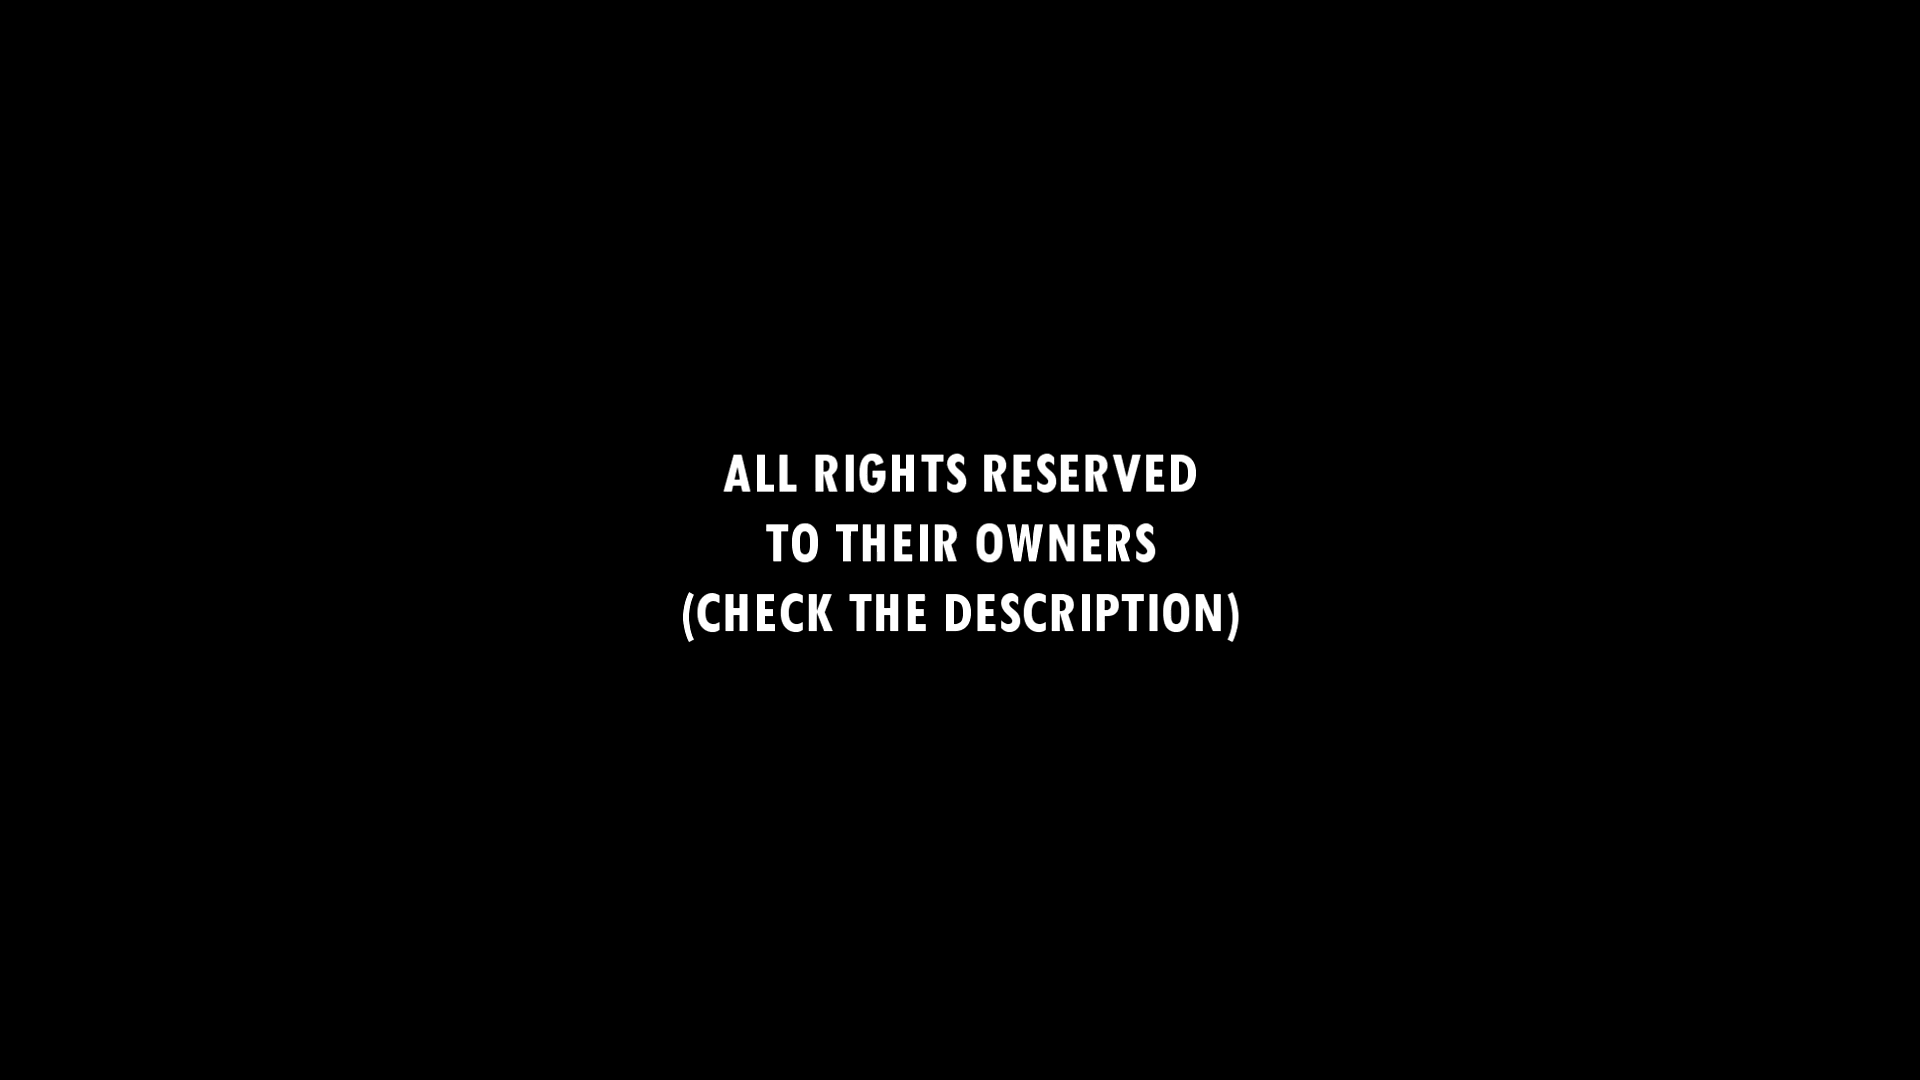 ALL RIGHTS RESERVED
TO THEIR OWNERS
(CHECK THE DESCRIPTION)